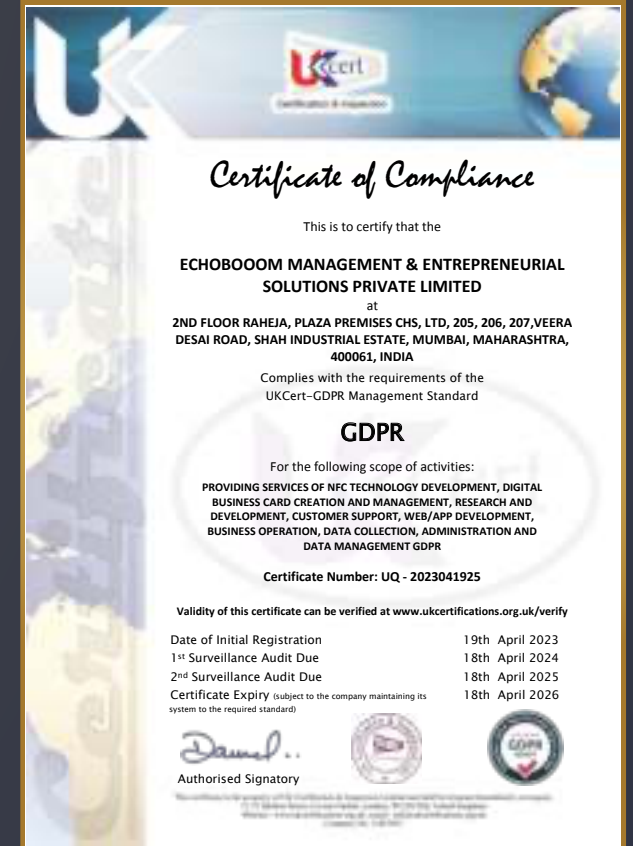 UK
UKcert
Certification & Inspection
Certificate
Certificate of Compliance
This is to certify that the
ECHOBOOOM MANAGEMENT & ENTREPRENEURIAL
SOLUTIONS PRIVATE LIMITED
at
2ND FLOOR RAHEJA, PLAZA PREMISES CHS, LTD, 205, 206, 207,VEERA
DESAI ROAD, SHAH INDUSTRIAL ESTATE, MUMBAI, MAHARASHTRA,
400061, INDIA
Complies with the requirements of the
UKCert-GDPR Management Standard
GDPR
For the following scope of activities:
PROVIDING SERVICES OF NFC TECHNOLOGY DEVELOPMENT, DIGITAL
BUSINESS CARD CREATION AND MANAGEMENT, RESEARCH AND
DEVELOPMENT, CUSTOMER SUPPORT, WEB/APP DEVELOPMENT,
BUSINESS OPERATION, DATA COLLECTION, ADMINISTRATION AND
DATA MANAGEMENT GDPR
Certificate Number: UQ - 2023041925
Validity of this certificate can be verified at www.ukcertifications.org.uk/verify
Date of Initial Registration 19th April 2023
1st Surveillance Audit Due 18th April 2024
2nd Surveillance Audit Due 18th April 2025
Certificate Expiry (subject to the company maintaining its 18th April 2026
system to the required standard)
GDPR
Authorised Signatory